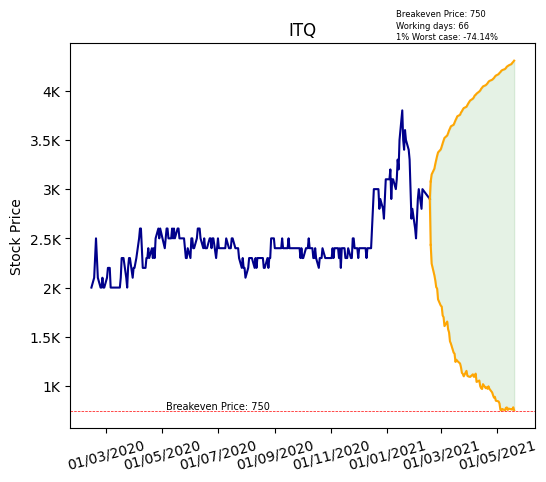 Breakeven Price: 750
Working days: 66
1% Worst case: -74.14%
ITQ
Stock Price
4K
3.5K
3K
2.5K
2K
1.5K
1K
Breakeven Price: 750
01/03/2020
01/05/2020
01/07/2020
01/09/2020
01/11/2020
01/01/2021
01/03/2021
01/05/2021